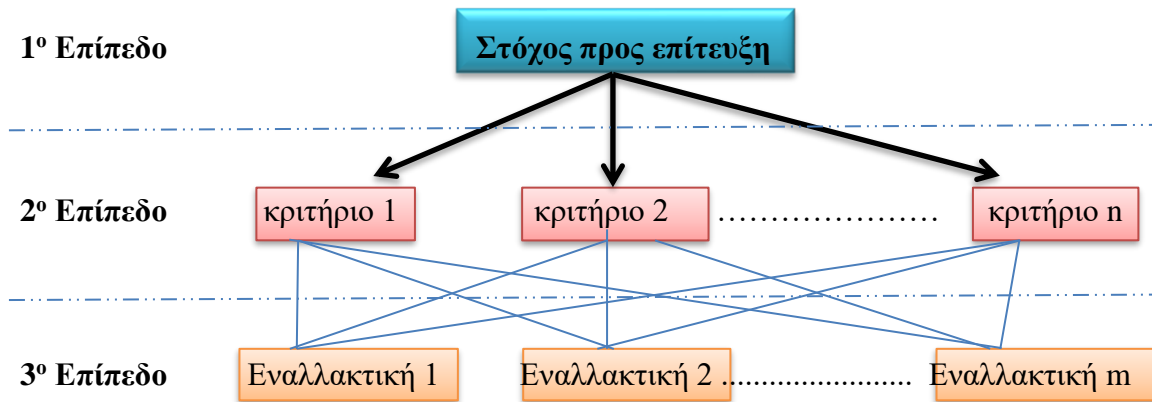 1ο Επίπεδο Στόχος προς επίτευξη
2ο Επίπεδο κριτήριο 1 κριτήριο 2 ...................... κριτήριο n
3ο Επίπεδο Εναλλακτική 1 Εναλλακτική 2 ......................... Εναλλακτική m